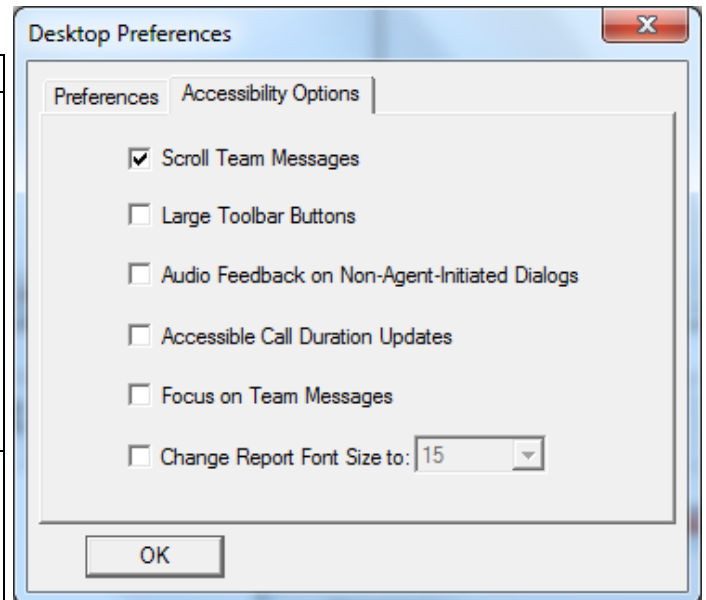 Desktop Preferences
Preferences Accessibility Options
Scroll Team Messages
Large Toolbar Buttons
Audio Feedback on Non-Agent-Initiated Dialogs
Accessible Call Duration Updates
Focus on Team Messages
Change Report Font Size to: 15
OK